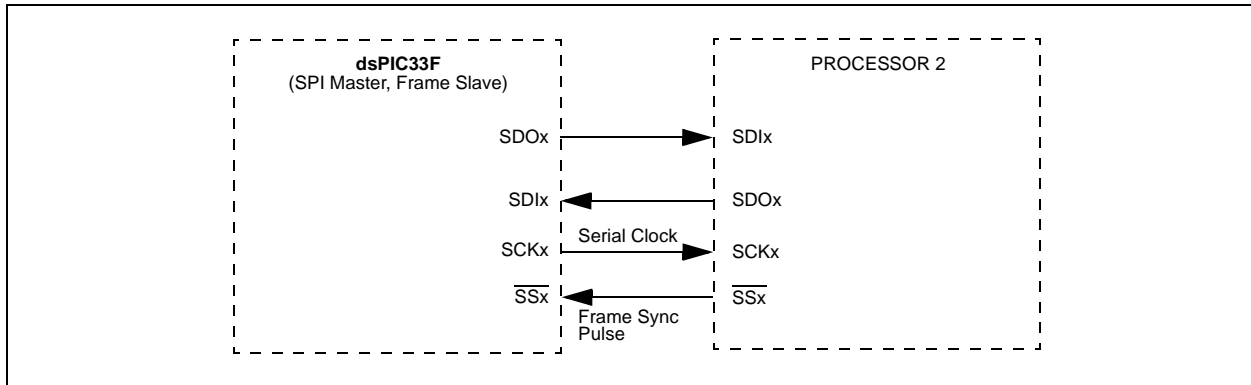 dsPIC33F
(SPI Master, Frame Slave)
PROCESSOR 2
SDOx
SDIx
SDIx
SDOx
Serial Clock
SCKx
SCKx
SSx
SSx
Frame Sync
Pulse